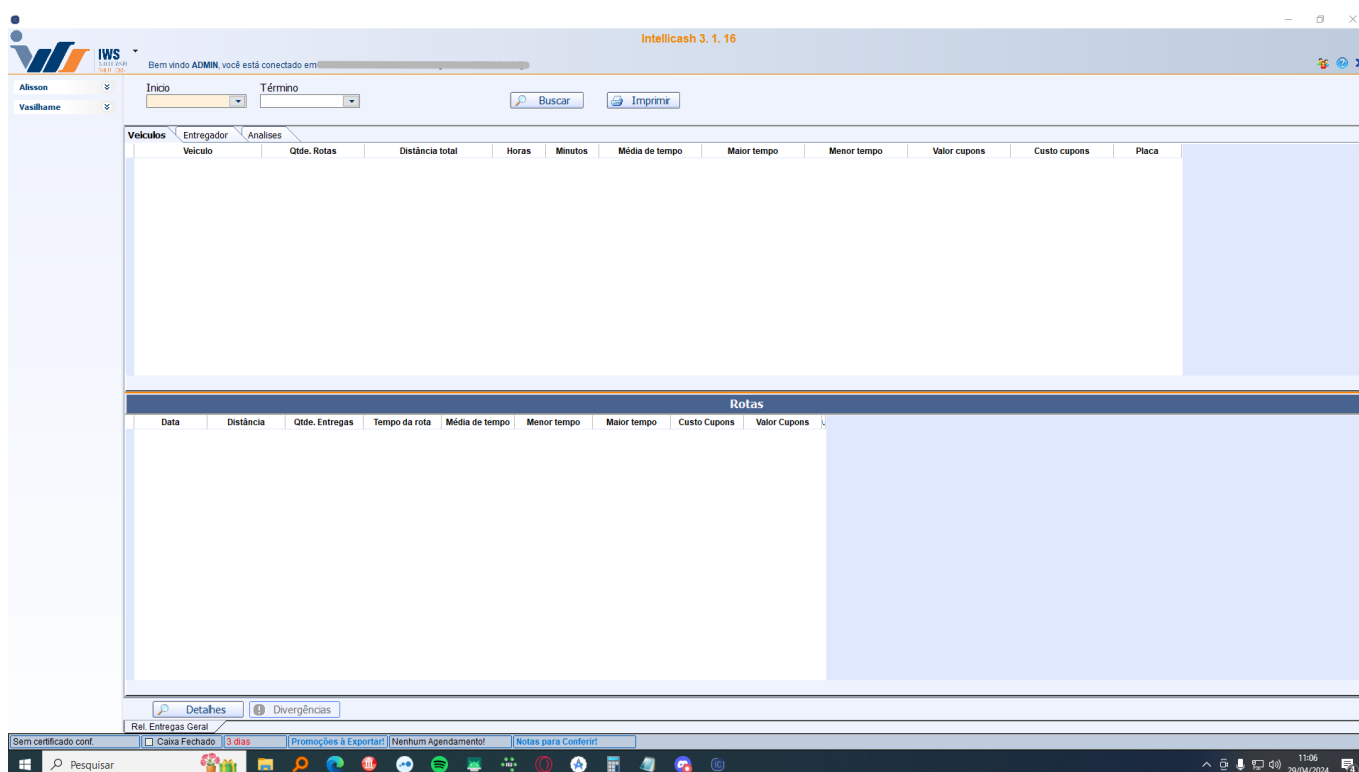 Intellicash 3. 1. 16
IWS
Bem vindo ADMIN, você está conectado em
Alisson
Vasilhame
Inicio Término
Buscar Imprimir
Veiculos Entregador Analises
Veiculo Qtde. Rotas Distância total Horas Minutos Média de tempo Maior tempo Menor tempo Valor cupons Custo cupons Placa
Rotas
Data Distância Qtde. Entregas Tempo da rota Média de tempo Menor tempo Maior tempo Custo Cupons Valor Cupons
Detalhes Divergências
Rel. Entregas Geral
Sem certificado conf. Caixa Fechado 3 dias Promoções à Exportar! Nenhum Agendamento! Notas para Conferir!
Pesquisar 11:06
29/04/2024